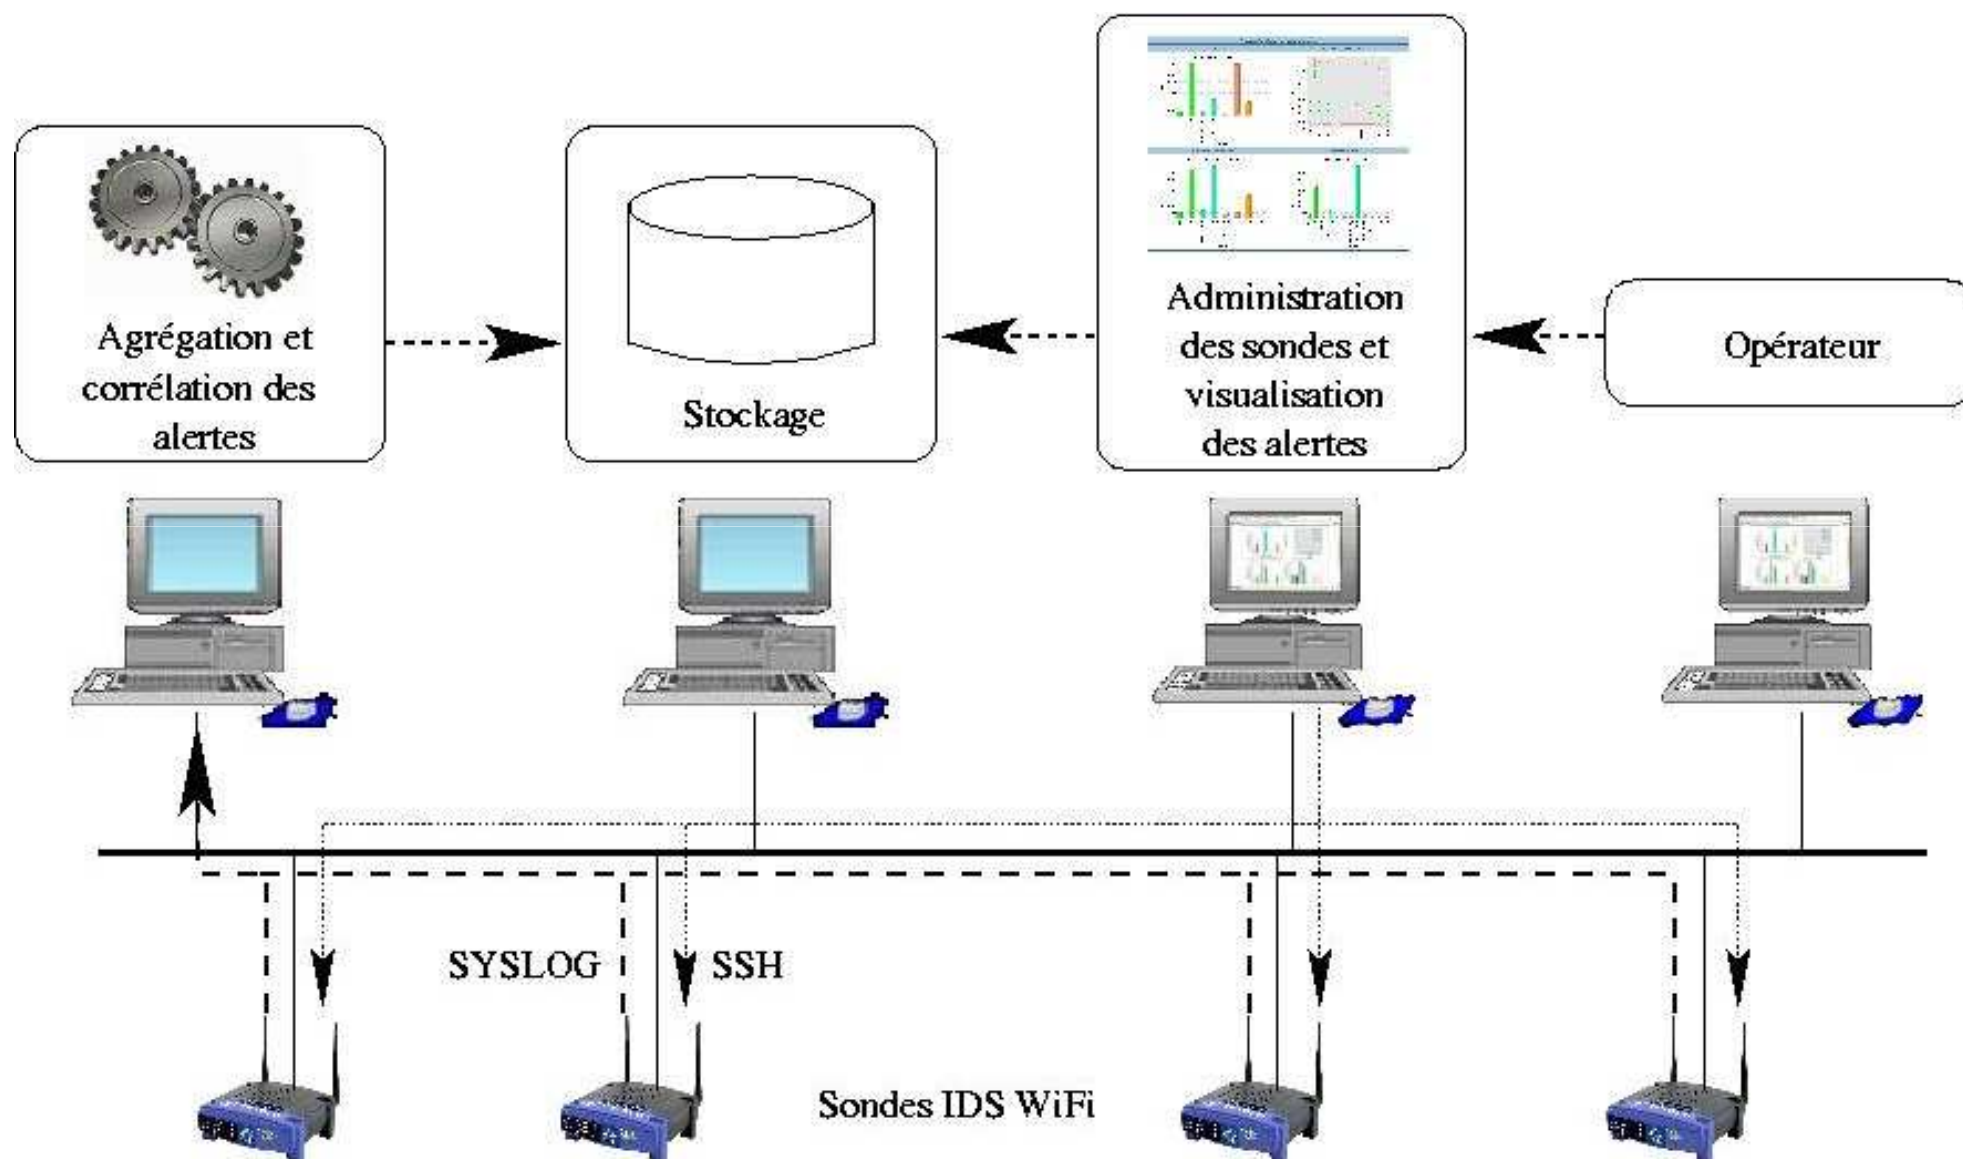 Agrégation et
corrélation des
alertes
Stockage
Administration
des sondes et
visualisation
des alertes
Opérateur
SYSLOG
SSH
Sondes IDS WiFi